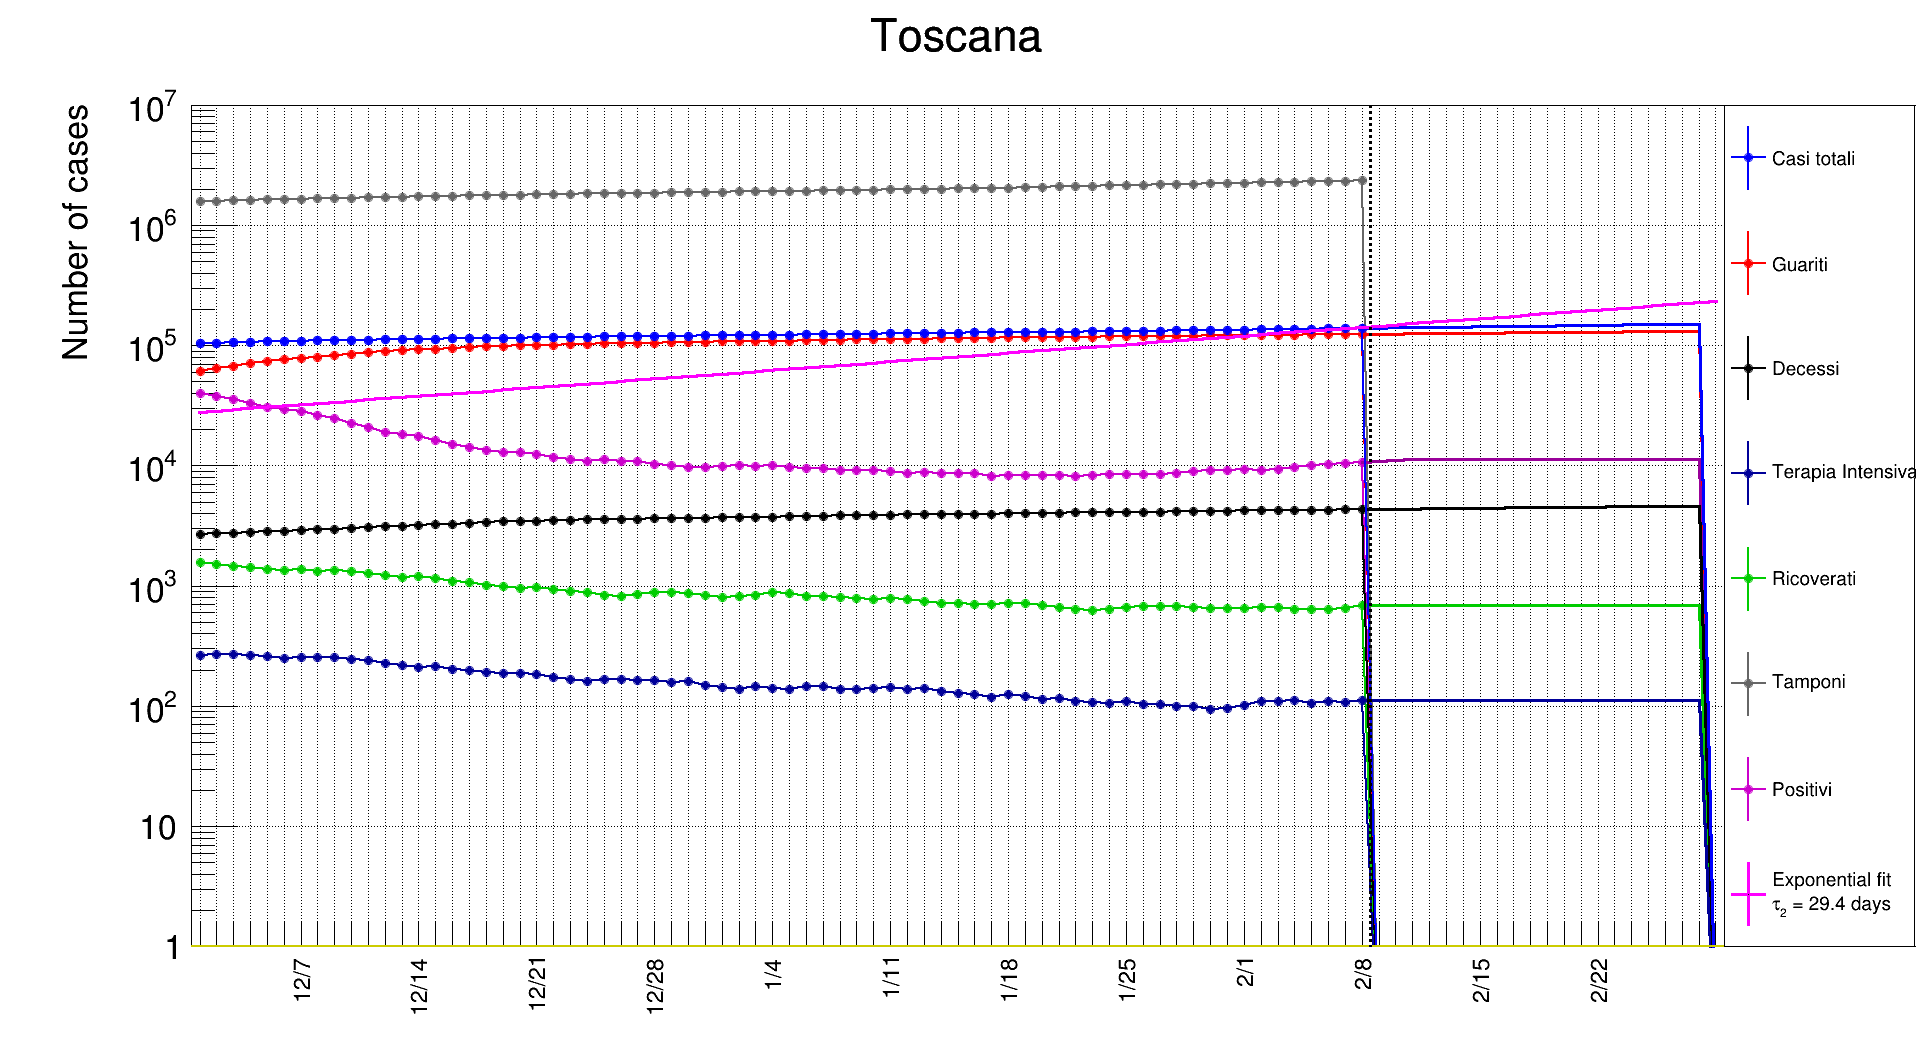 Toscana
Number of cases
10^7
10^6
10^5
10^4
10^3
10^2
10
1
12/7
12/14
12/21
12/28
1/4
1/11
1/18
1/25
2/1
2/8
2/15
2/22
Casi totali
Guariti
Decessi
Terapia Intensiva
Ricoverati
Tamponi
Positivi
Exponential fit
τ_2 = 29.4 days